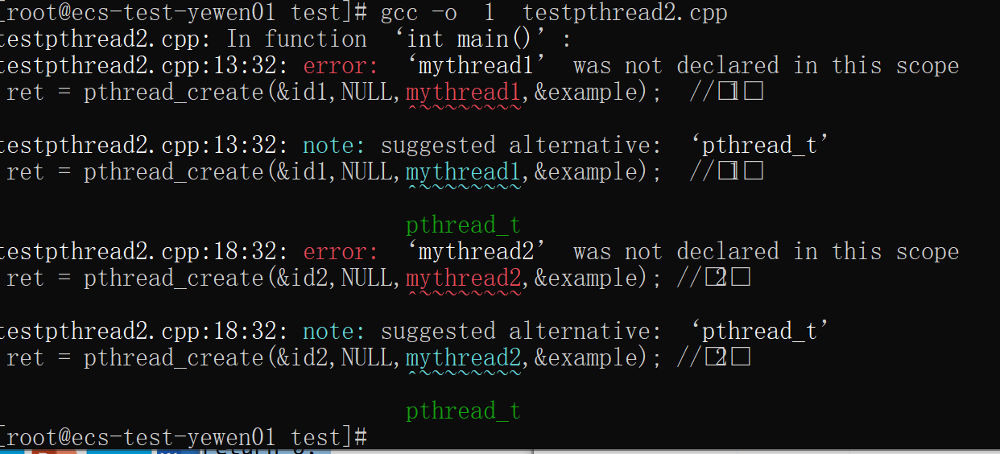 [root@ecs-test-yewen01 test]# gcc -o  1  testpthread2.cpp
testpthread2.cpp: In function ‘int main()’:
testpthread2.cpp:13:32: error: ‘mythread1’ was not declared in this scope
ret = pthread_create(&id1,NULL,mythread1,&example);  //□1□
^~~~~~~~~
testpthread2.cpp:13:32: note: suggested alternative: ‘pthread_t’
ret = pthread_create(&id1,NULL,mythread1,&example);  //□1□
^~~~~~~~~
pthread_t
testpthread2.cpp:18:32: error: ‘mythread2’ was not declared in this scope
ret = pthread_create(&id2,NULL,mythread2,&example); //□2□
^~~~~~~~~
testpthread2.cpp:18:32: note: suggested alternative: ‘pthread_t’
ret = pthread_create(&id2,NULL,mythread2,&example); //□2□
^~~~~~~~~
pthread_t
[root@ecs-test-yewen01 test]#